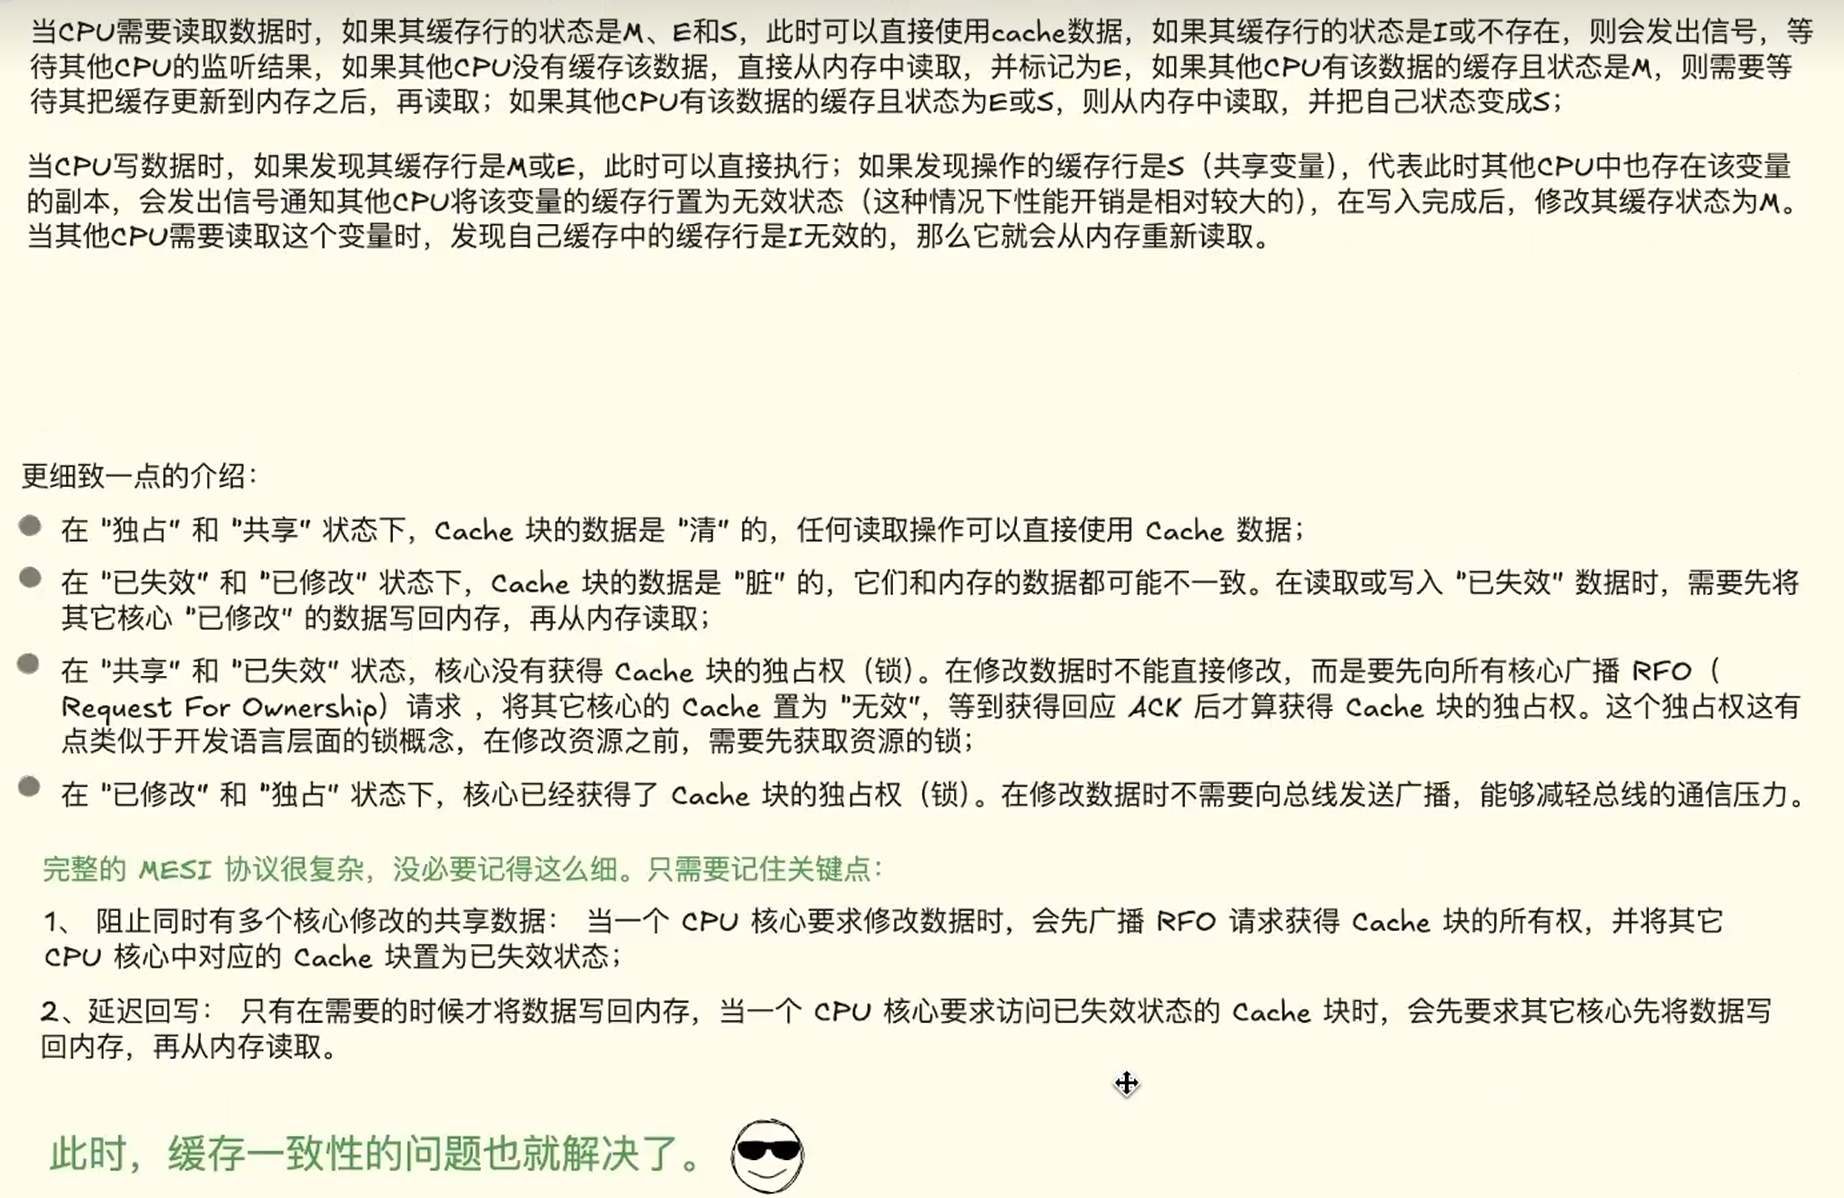 当CPU需要读取数据时，如果其缓存行的状态是M、E和S，此时可以直接使用cache数据，如果其缓存行的状态是I或不存在，则会发出信号，等
待其他CPU的监听结果，如果其他CPU没有缓存该数据，直接从内存中读取，并标记为E，如果其他CPU有该数据的缓存且状态是M，则需要等
待其把缓存更新到内存之后，再读取；如果其他CPU有该数据的缓存且状态为E或S，则从内存中读取，并把自己状态变成S；
当CPU写数据时，如果发现其缓存行是M或E，此时可以直接执行；如果发现操作的缓存行是S（共享变量），代表此时其他CPU中也存在该变量
的副本，会发出信号通知其他CPU将该变量的缓存行置为无效状态（这种情况下性能开销是相对较大的），在写入完成后，修改其缓存状态为M。
当其他CPU需要读取这个变量时，发现自己缓存中的缓存行是I无效的，那么它就会从内存重新读取。
更细致一点的介绍：
在 "独占" 和 "共享" 状态下，Cache 块的数据是 "清" 的，任何读取操作可以直接使用 Cache 数据；
在 "已失效" 和 "已修改" 状态下，Cache 块的数据是 "脏" 的，它们和内存的数据都可能不一致。在读取或写入 "已失效" 数据时，需要先将
其它核心 "已修改" 的数据写回内存，再从内存读取；
在 "共享" 和 "已失效" 状态，核心没有获得 Cache 块的独占权（锁）。在修改数据时不能直接修改，而是要先向所有核心广播 RFO （
Request For Ownership）请求 ，将其它核心的 Cache 置为 "无效"，等到获得回应 ACK 后才算获得 Cache 块的独占权。这个独占权这有
点类似于开发语言层面的锁概念，在修改资源之前，需要先获取资源的锁；
在 "已修改" 和 "独占" 状态下，核心已经获得了 Cache 块的独占权（锁）。在修改数据时不需要向总线发送广播，能够减轻总线的通信压力。
完整的 MESI 协议很复杂，没必要记得这么细。只需要记住关键点：
1、 阻止同时有多个核心修改的共享数据： 当一个 CPU 核心要求修改数据时，会先广播 RFO 请求获得 Cache 块的所有权，并将其它
CPU 核心中对应的 Cache 块置为已失效状态；
2、延迟回写： 只有在需要的时候才将数据写回内存，当一个 CPU 核心要求访问已失效状态的 Cache 块时，会先要求其它核心先将数据写
回内存，再从内存读取。
此时，缓存一致性的问题也就解决了。